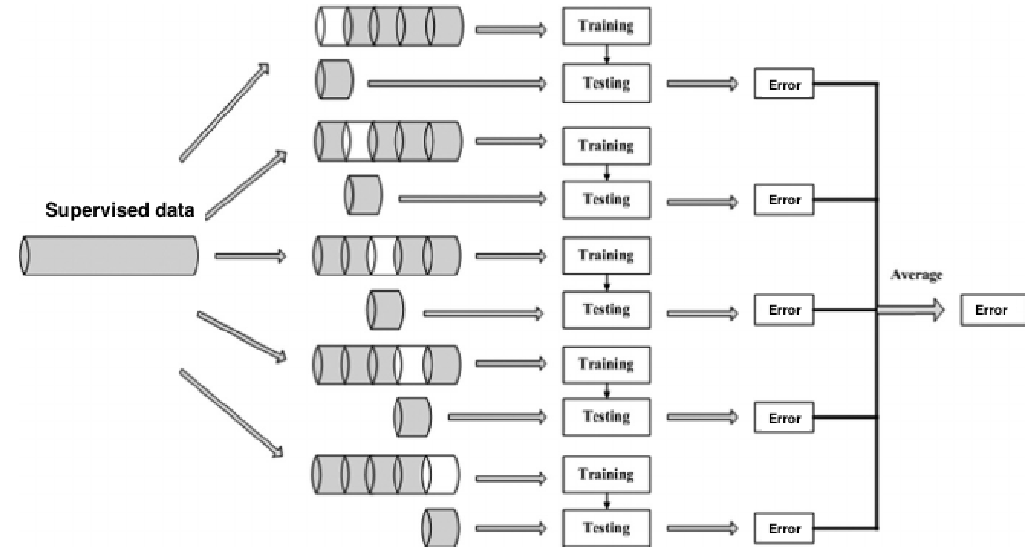 Training
Testing
Error
Training
Testing
Error
Supervised data
Training
Testing
Error
Average
Error
Training
Testing
Error
Training
Testing
Error